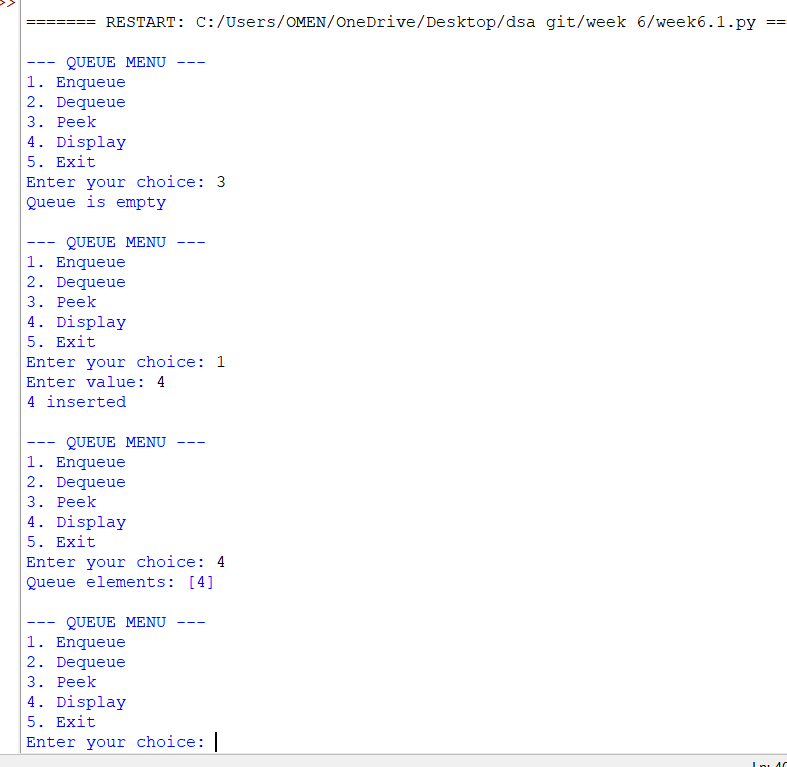 >>
======= RESTART: C:/Users/OMEN/OneDrive/Desktop/dsa git/week 6/week6.1.py ==
--- QUEUE MENU ---
1. Enqueue
2. Dequeue
3. Peek
4. Display
5. Exit
Enter your choice: 3
Queue is empty
--- QUEUE MENU ---
1. Enqueue
2. Dequeue
3. Peek
4. Display
5. Exit
Enter your choice: 1
Enter value: 4
4 inserted
--- QUEUE MENU ---
1. Enqueue
2. Dequeue
3. Peek
4. Display
5. Exit
Enter your choice: 4
Queue elements: [4]
--- QUEUE MENU ---
1. Enqueue
2. Dequeue
3. Peek
4. Display
5. Exit
Enter your choice: